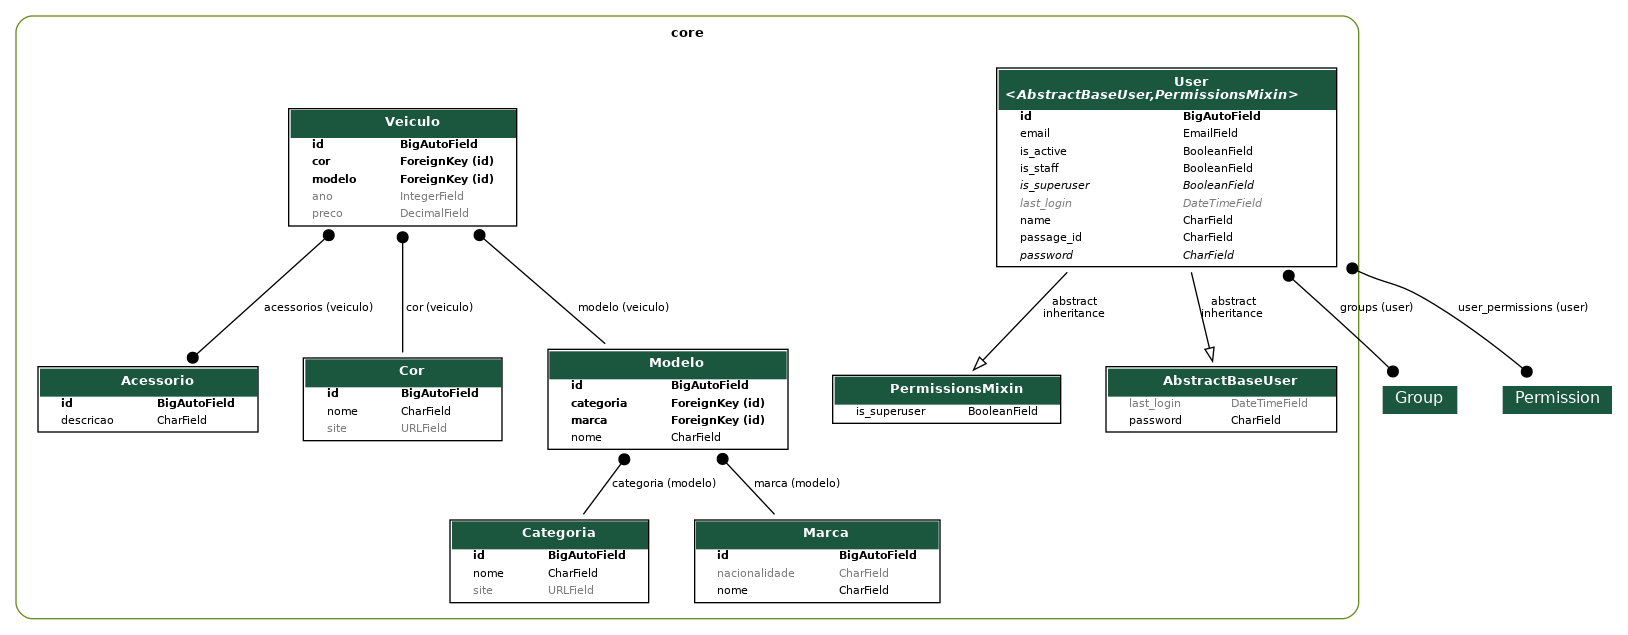 core
User
<AbstractBaseUser,PermissionsMixin>
id BigAutoField
email EmailField
is_active BooleanField
is_staff BooleanField
is_superuser BooleanField
last_login DateTimeField
name CharField
passage_id CharField
password CharField
Veiculo
id BigAutoField
cor ForeignKey (id)
modelo ForeignKey (id)
ano IntegerField
preco DecimalField
acessorios (veiculo)
cor (veiculo)
modelo (veiculo)
abstract
inheritance
abstract
inheritance
groups (user)
user_permissions (user)
Acessorio
id BigAutoField
descricao CharField
Cor
id BigAutoField
nome CharField
site URLField
Modelo
id BigAutoField
categoria ForeignKey (id)
marca ForeignKey (id)
nome CharField
PermissionsMixin
is_superuser BooleanField
AbstractBaseUser
last_login DateTimeField
password CharField
Group
Permission
categoria (modelo)
marca (modelo)
Categoria
id BigAutoField
nome CharField
site URLField
Marca
id BigAutoField
nacionalidade CharField
nome CharField